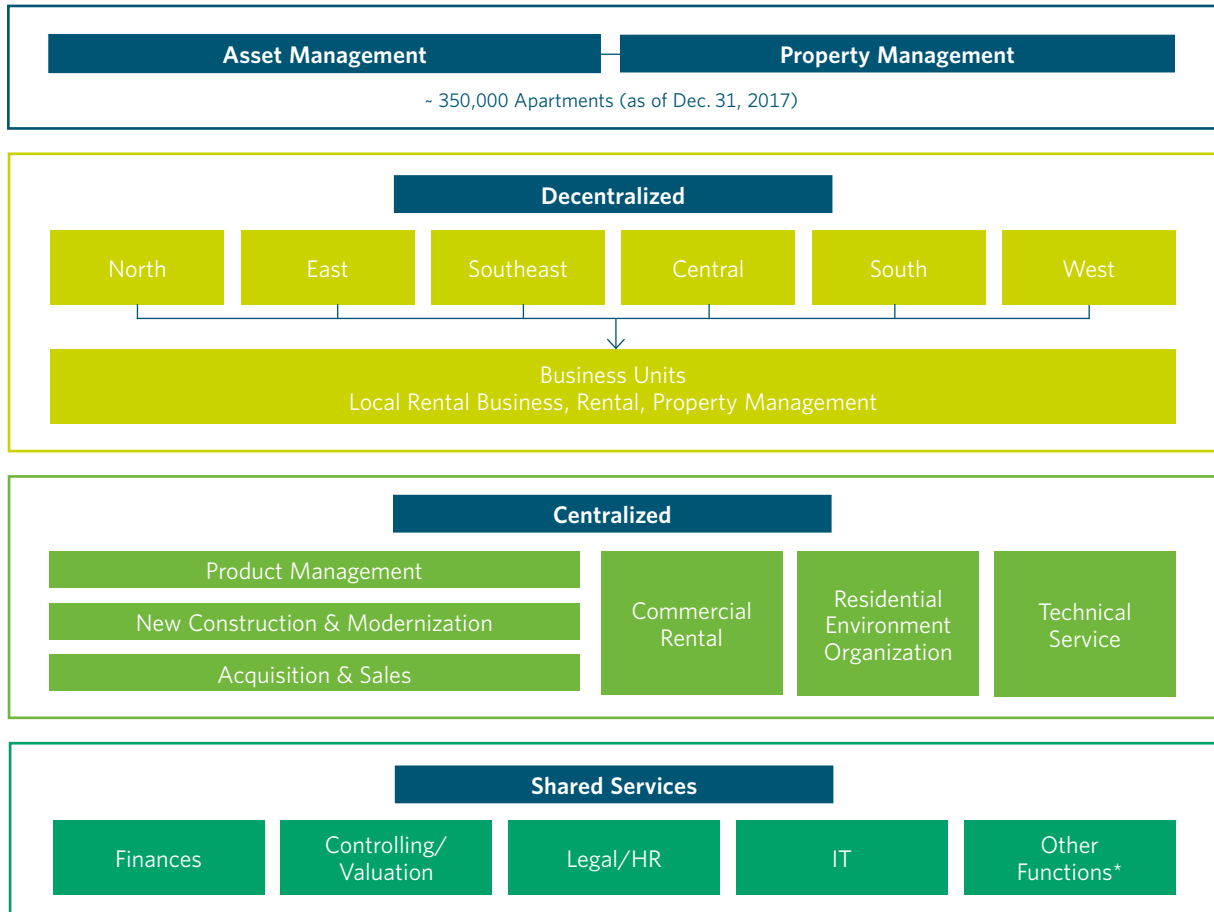 Asset Management
Property Management
~ 350,000 Apartments (as of Dec. 31, 2017)
Decentralized
North
East
Southeast
Central
South
West
Business Units
Local Rental Business, Rental, Property Management
Centralized
Product Management
New Construction & Modernization
Acquisition & Sales
Commercial
Rental
Residential
Environment
Organization
Technical
Service
Shared Services
Finances
Controlling/
Valuation
Legal/HR
IT
Other
Functions*